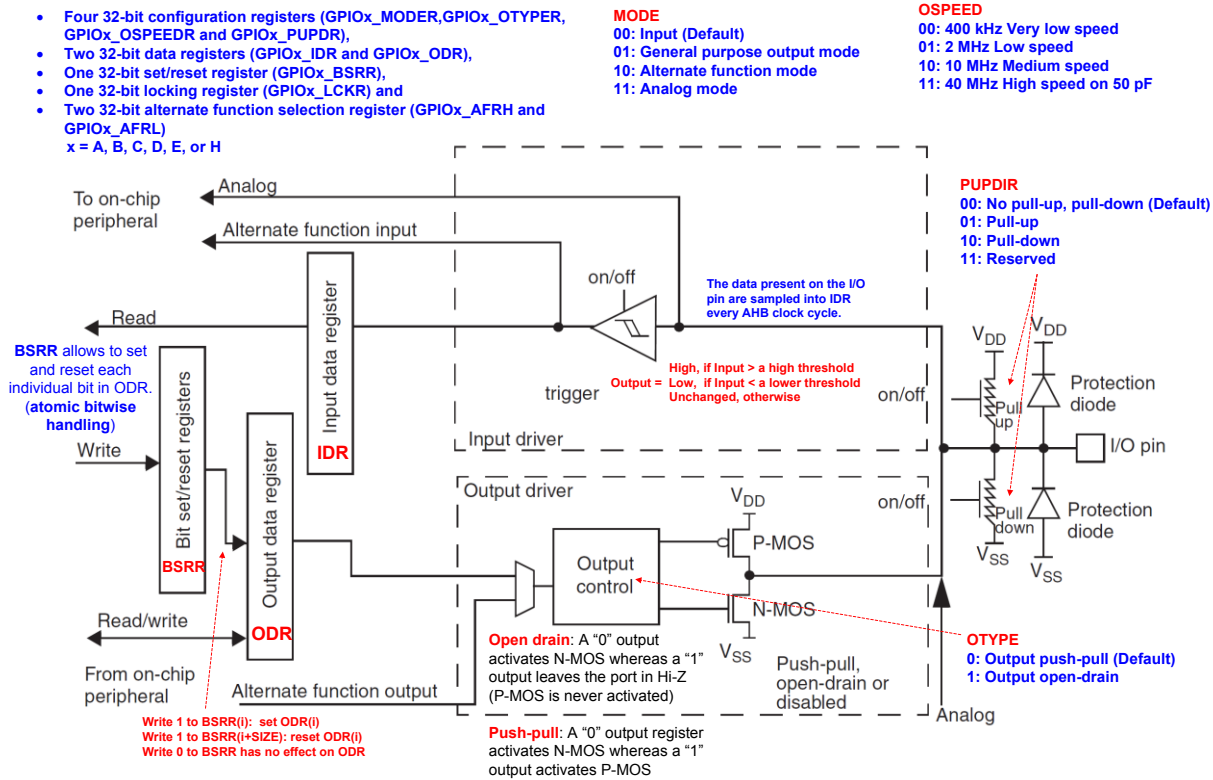 • Four 32-bit configuration registers (GPIOx_MODER,GPIOx_OTYPER,
GPIOx_OSPEEDR and GPIOx_PUPDR),
• Two 32-bit data registers (GPIOx_IDR and GPIOx_ODR),
• One 32-bit set/reset register (GPIOx_BSRR),
• One 32-bit locking register (GPIOx_LCKR) and
• Two 32-bit alternate function selection register (GPIOx_AFRH and
GPIOx_AFRL)
x = A, B, C, D, E, or H
MODE
00: Input (Default)
01: General purpose output mode
10: Alternate function mode
11: Analog mode
OSPEED
00: 400 kHz Very low speed
01: 2 MHz Low speed
10: 10 MHz Medium speed
11: 40 MHz High speed on 50 pF
PUPDIR
00: No pull-up, pull-down (Default)
01: Pull-up
10: Pull-down
11: Reserved
To on-chip
peripheral
Analog
Alternate function input
Read
Input data register
IDR
on/off
trigger
The data present on the I/O
pin are sampled into IDR
every AHB clock cycle.
High, if Input > a high threshold
Output = Low, if Input < a lower threshold
Unchanged, otherwise
Input driver
on/off
VDD
VDD
Pull
up
Protection
diode
I/O pin
BSRR allows to set
and reset each
individual bit in ODR.
(atomic bitwise
handling)
Write
Bit set/reset registers
BSRR
Output data register
ODR
Read/write
From on-chip
peripheral
Alternate function output
Output driver
Output
control
VDD
P-MOS
N-MOS
VSS
on/off
Pull
down
Protection
diode
VSS
VSS
Push-pull,
open-drain or
disabled
Analog
OTYPE
0: Output push-pull (Default)
1: Output open-drain
Open drain: A “0” output
activates N-MOS whereas a “1”
output leaves the port in Hi-Z
(P-MOS is never activated)
Push-pull: A “0” output register
activates N-MOS whereas a “1”
output activates P-MOS
Write 1 to BSRR(i): set ODR(i)
Write 1 to BSRR(i+SIZE): reset ODR(i)
Write 0 to BSRR has no effect on ODR